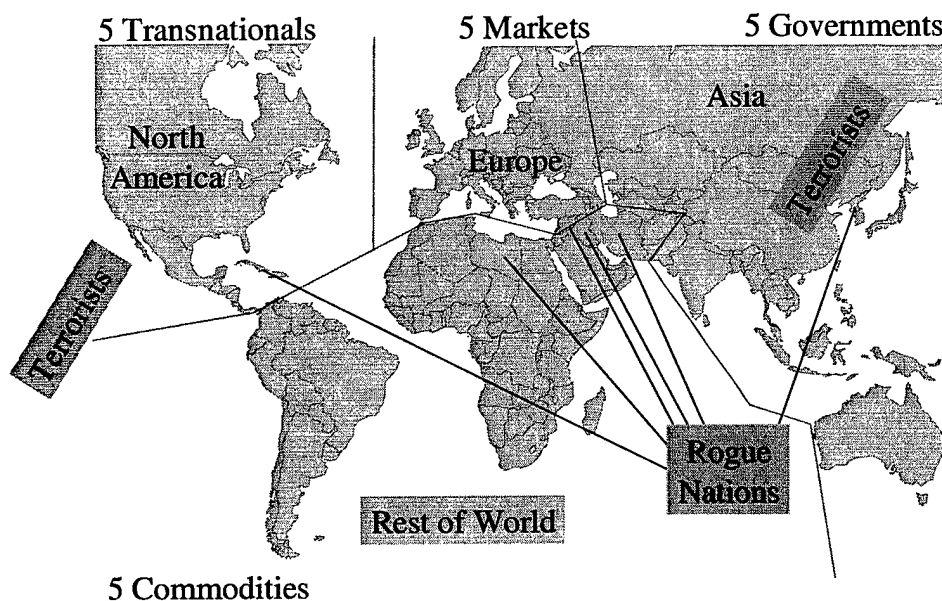 5 Transnationals
5 Markets
5 Governments
Asia
Terrorists
North
America
Europe
Terrorists
Rogue
Nations
Rest of World
5 Commodities